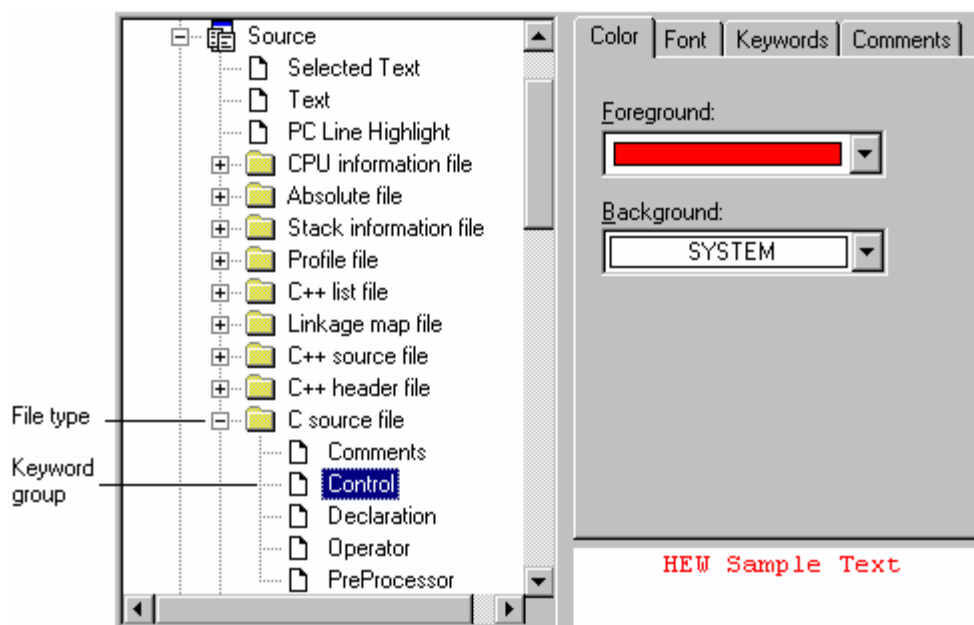 Source
Selected Text
Text
PC Line Highlight
CPU information file
Absolute file
Stack information file
Profile file
C++ list file
Linkage map file
C++ source file
C++ header file
File type
C source file
Comments
Keyword
group
Control
Declaration
Operator
PreProcessor
Color Font Keywords Comments
Foreground:
Background:
SYSTEM
HEW Sample Text